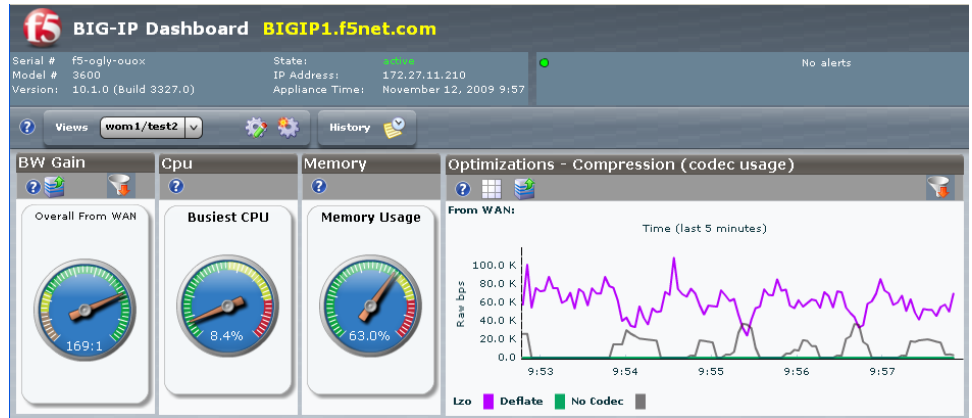 f5 BIG-IP Dashboard BIGIP1.f5net.com
Serial # f5-ogly-ouox State: active No alerts
Model # 3600 IP Address: 172.27.11.210
Version: 10.1.0 (Build 3327.0) Appliance Time: November 12, 2009 9:57
Views wom1/test2 History
BW Gain Cpu Memory Optimizations - Compression (codec usage)
From WAN:
Overall From WAN Busiest CPU Memory Usage
Time (last 5 minutes)
Raw bps
100.0 K
80.0 K
60.0 K
40.0 K
20.0 K
0.0
169:1 8.4% 63.0%
9:53 9:54 9:55 9:56 9:57
Lzo Deflate No Codec